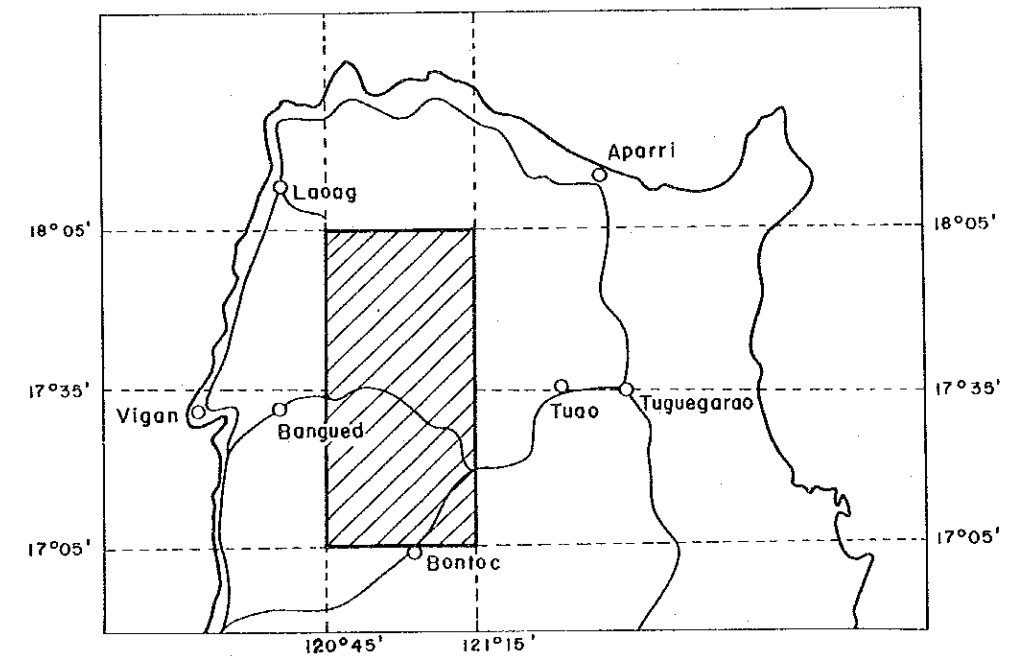 Aparri
Laoag
18°05'
18°05'
17°35'
17°35'
Vigan
Tuao
Tuguegarao
Bangued
17°05'
17°05'
Bontoc
120°45'
121°15'